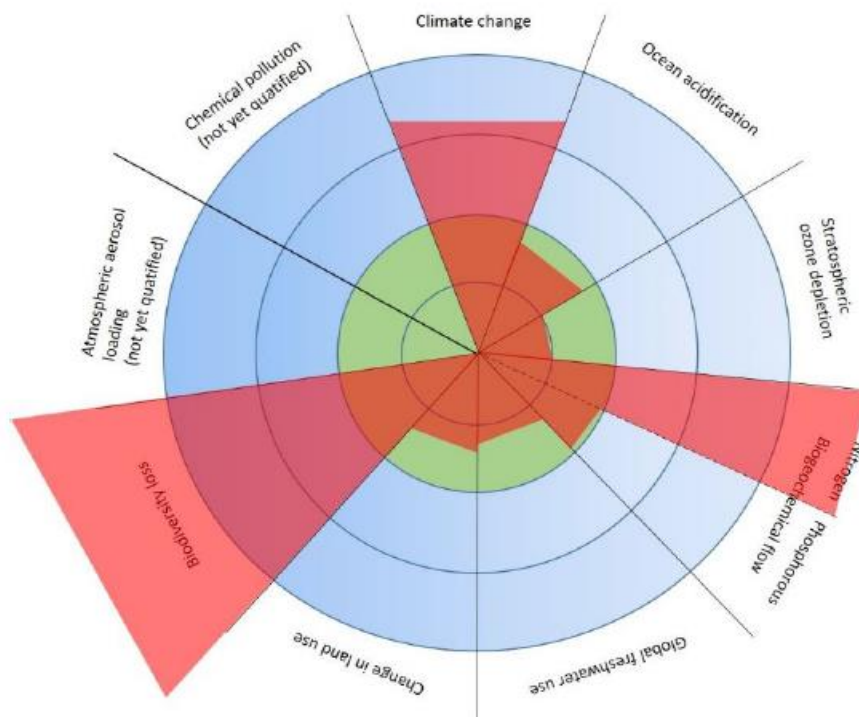 Climate change
Ocean acidification
Stratospheric
ozone depletion
Nitrogen
Biogeochemical flow
Phosphorous
Global freshwater use
Change in land use
Biodiversity loss
Atmospheric aerosol
loading
(not yet quatified)
Chemical pollution
(not yet quatified)